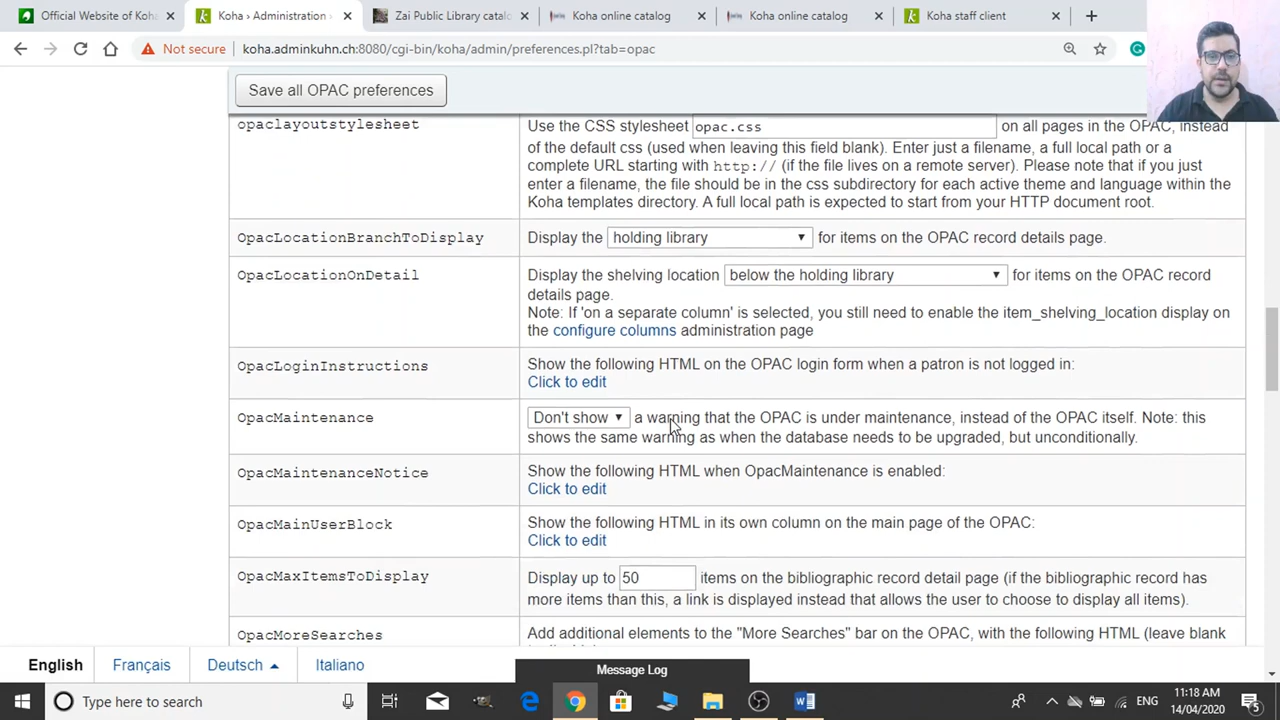 Official Website of Koha
Koha › Administration
Zai Public Library catal
Koha online catalog
Koha online catalog
Koha staff client
Not secure
koha.adminkuhn.ch:8080/cgi-bin/koha/admin/preferences.pl?tab=opac
Save all OPAC preferences
opaclayoutstylesheet
Use the CSS stylesheet opac.css on all pages in the OPAC, instead
of the default css (used when leaving this field blank). Enter just a filename, a full local path or a
complete URL starting with http:// (if the file lives on a remote server). Please note that if you just
enter a filename, the file should be in the css subdirectory for each active theme and language within the
Koha templates directory. A full local path is expected to start from your HTTP document root.
OpacLocationBranchToDisplay
Display the holding library for items on the OPAC record details page.
OpacLocationOnDetail
Display the shelving location below the holding library for items on the OPAC record
details page.
Note: If 'on a separate column' is selected, you still need to enable the item_shelving_location display on
the configure columns administration page
OpacLoginInstructions
Show the following HTML on the OPAC login form when a patron is not logged in:
Click to edit
OpacMaintenance
Don't show a warning that the OPAC is under maintenance, instead of the OPAC itself. Note: this
shows the same warning as when the database needs to be upgraded, but unconditionally.
OpacMaintenanceNotice
Show the following HTML when OpacMaintenance is enabled:
Click to edit
OpacMainUserBlock
Show the following HTML in its own column on the main page of the OPAC:
Click to edit
OpacMaxItemsToDisplay
Display up to 50 items on the bibliographic record detail page (if the bibliographic record has
more items than this, a link is displayed instead that allows the user to choose to display all items).
OpacMoreSearches
Add additional elements to the "More Searches" bar on the OPAC, with the following HTML (leave blank
English
Français
Deutsch
Italiano
Message Log
Type here to search
ENG
11:18 AM
14/04/2020
5